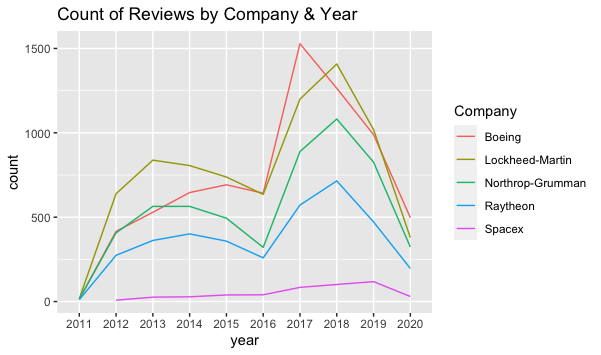 Count of Reviews by Company & Year
1500
1000
500
0
count
2011 2012 2013 2014 2015 2016 2017 2018 2019 2020
year
Company
Boeing
Lockheed-Martin
Northrop-Grumman
Raytheon
Spacex